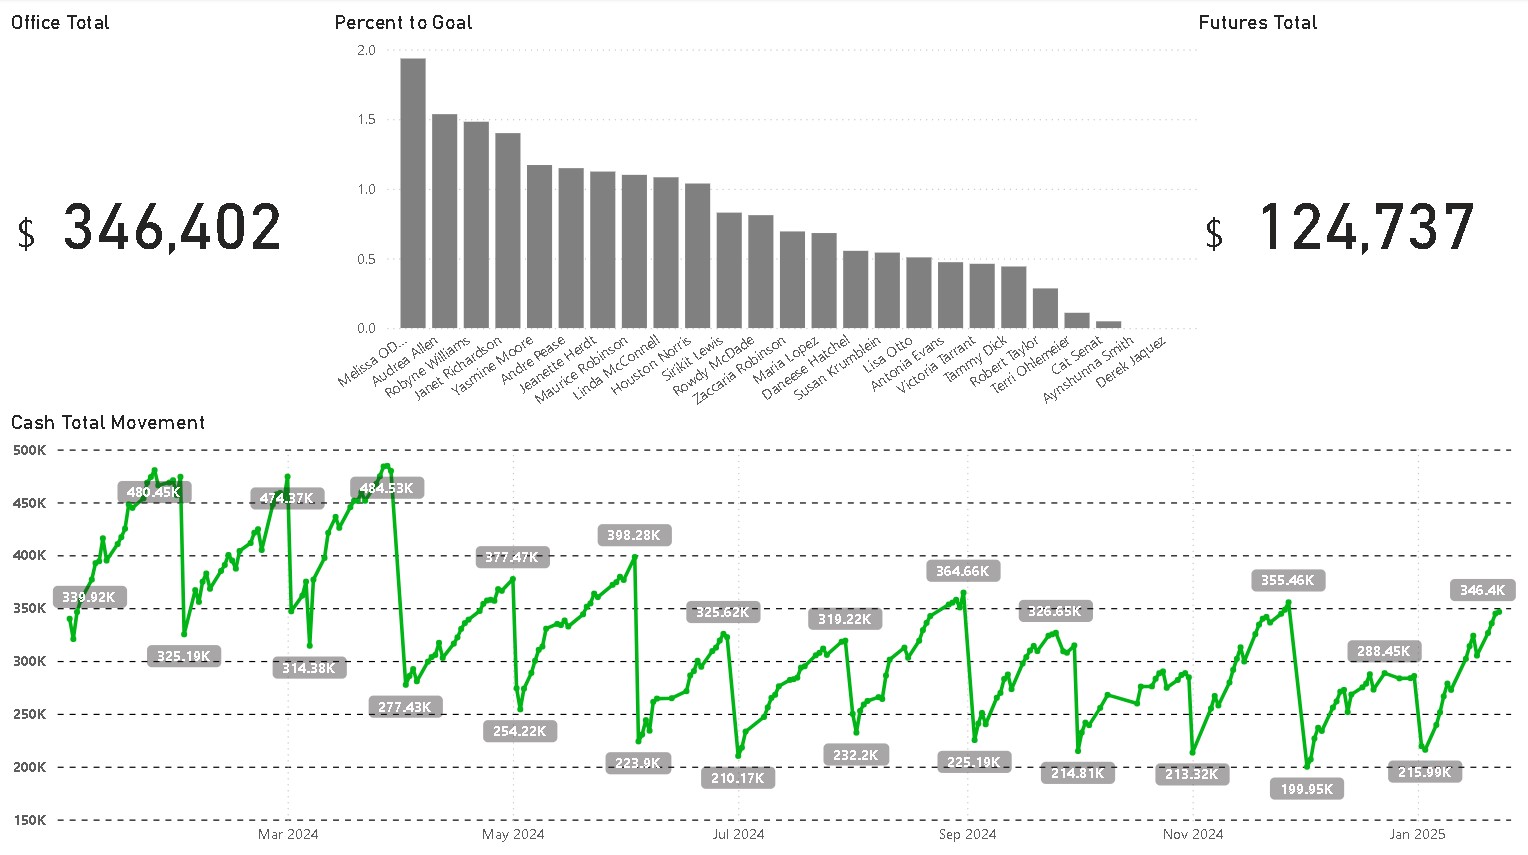 Office Total
$ 346,402
Percent to Goal
2.0
1.5
1.0
0.5
0.0
Melissa OD...
Audrea Allen
Robyne Williams
Janet Richardson
Yasmine Moore
Andre Pease
Jeanette Herdt
Maurice Robinson
Linda McConnell
Houston Norris
Sirikit Lewis
Rowdy McDade
Zaccaria Robinson
Maria Lopez
Daneese Hatchel
Susan Krumblein
Lisa Otto
Antonia Evans
Victoria Tarrant
Tammy Dick
Robert Taylor
Terri Ohlemeier
Cat Senat
Aynshunna Smith
Derek Jaquez
Futures Total
$ 124,737
Cash Total Movement
500K
450K
400K
350K
300K
250K
200K
150K
339.92K
480.45K
325.19K
474.37K
314.38K
484.53K
277.43K
377.47K
254.22K
398.28K
223.9K
325.62K
210.17K
319.22K
232.2K
364.66K
225.19K
326.65K
214.81K
213.32K
355.46K
199.95K
288.45K
215.99K
346.4K
Mar 2024
May 2024
Jul 2024
Sep 2024
Nov 2024
Jan 2025